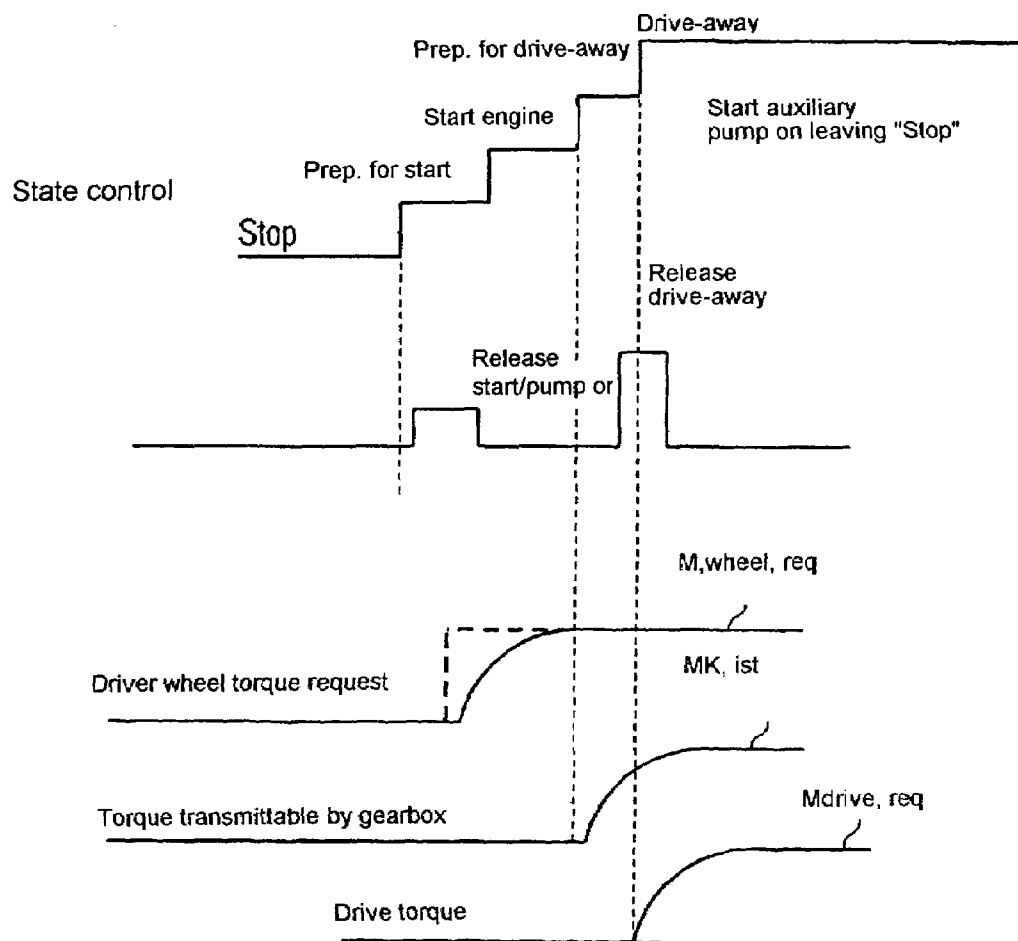 Drive-away
Prep. for drive-away
Start engine
Start auxiliary
pump on leaving "Stop"
Prep. for start
State control
Stop
Release
drive-away
Release
start/pump or
M,wheel, req
MK, ist
Driver wheel torque request
Mdrive, req
Torque transmittable by gearbox
Drive torque